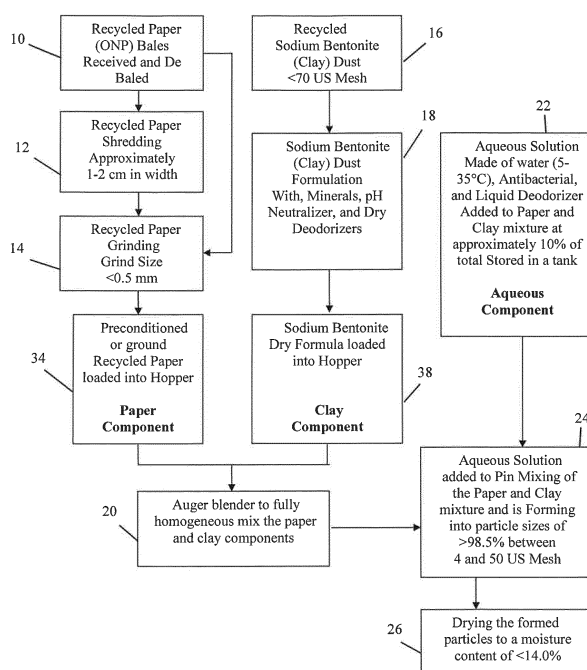 10
Recycled Paper
(ONP) Bales
Received and De
Baled
12
Recycled Paper
Shredding
Approximately
1-2 cm in width
14
Recycled Paper
Grinding
Grind Size
<0.5 mm
34
Preconditioned
or ground
Recycled Paper
loaded into Hopper
Paper
Component
16
Recycled
Sodium Bentonite
(Clay) Dust
<70 US Mesh
18
Sodium Bentonite
(Clay) Dust
Formulation
With, Minerals, pH
Neutralizer, and Dry
Deodorizers
38
Sodium Bentonite
Dry Formula loaded
into Hopper
Clay
Component
20
Auger blender to fully
homogeneous mix the paper
and clay components
22
Aqueous Solution
Made of water (5-
35°C), Antibacterial,
and Liquid Deodorizer
Added to Paper and
Clay mixture at
approximately 10% of
total Stored in a tank
Aqueous
Component
24
Aqueous Solution
added to Pin Mixing of
the Paper and Clay
mixture and is Forming
into particle sizes of
>98.5% between
4 and 50 US Mesh
26
Drying the formed
particles to a moisture
content of <14.0%